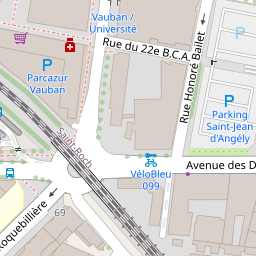 Vauban /
Université
Rue du 22e B.C.A.
Parcazur
Vauban
Rue Honoré Ballet
Parking
Saint-Jean
d'Angély
Saint-Roch
Avenue des D
VéloBleu
099
69
Roquebillière